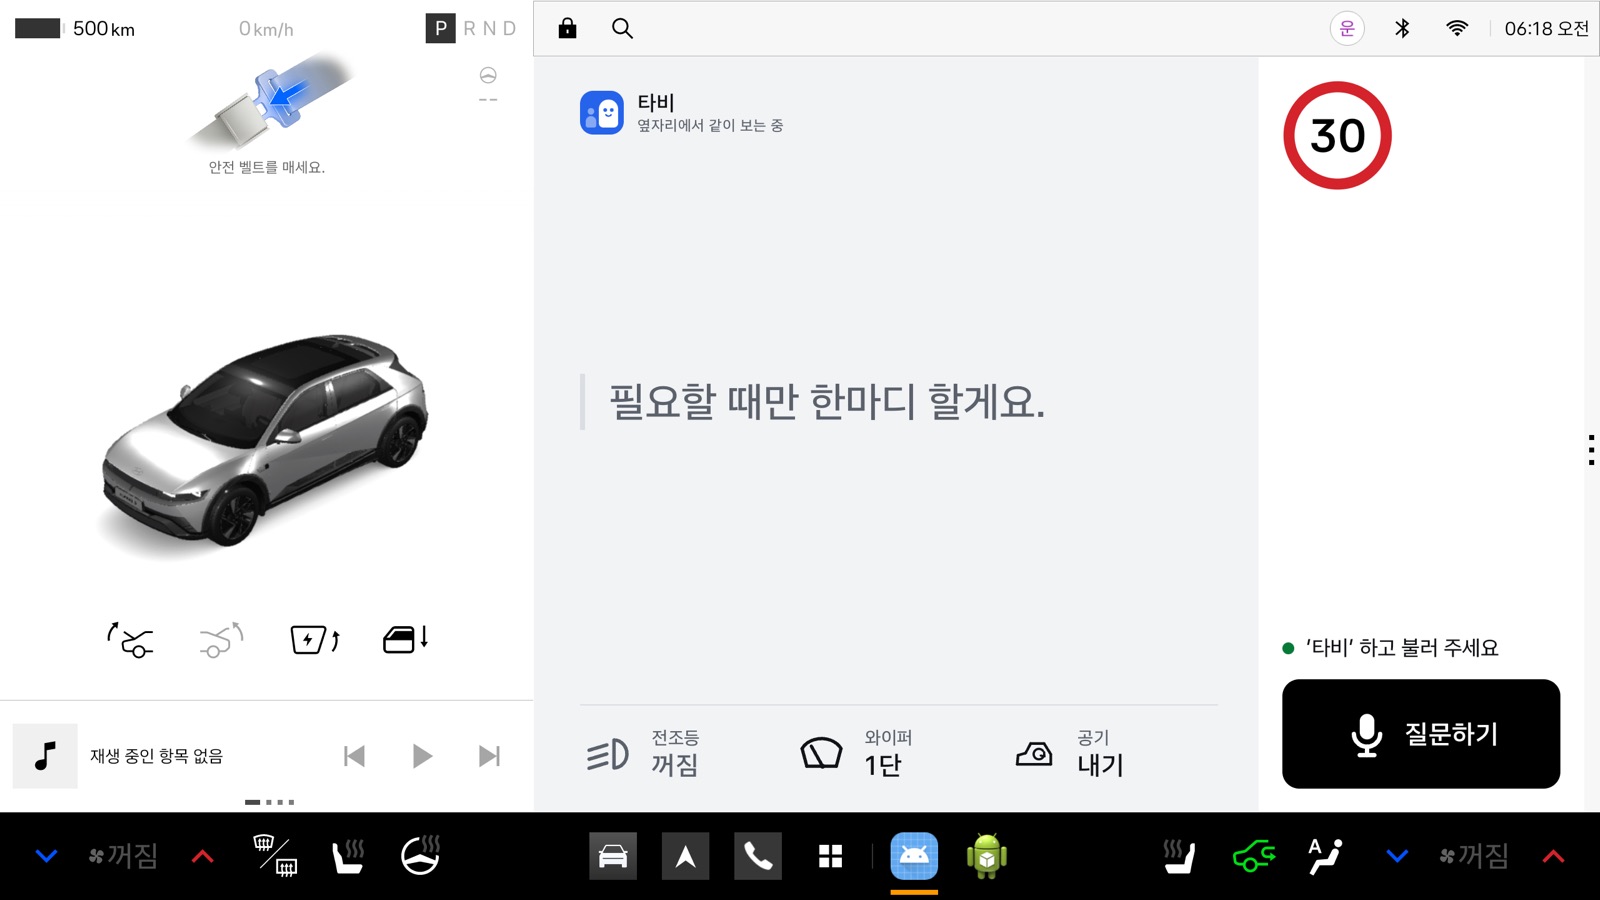 500 km
0 km/h
P R N D
06:18 오전
운
--
안전 벨트를 매세요.
타비
옆자리에서 같이 보는 중
30
필요할 때만 한마디 할게요.
'타비' 하고 불러 주세요
질문하기
전조등
꺼짐
와이퍼
1단
공기
내기
재생 중인 항목 없음
꺼짐
A
꺼짐